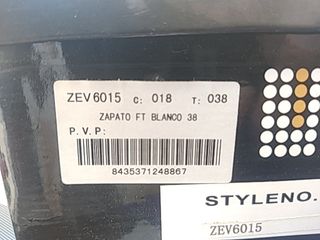 ZEV6015 C: 018 T: 038
ZAPATO FT BLANCO 38
P.V.P:
8435371248867
STYLENO.
ZEV6015